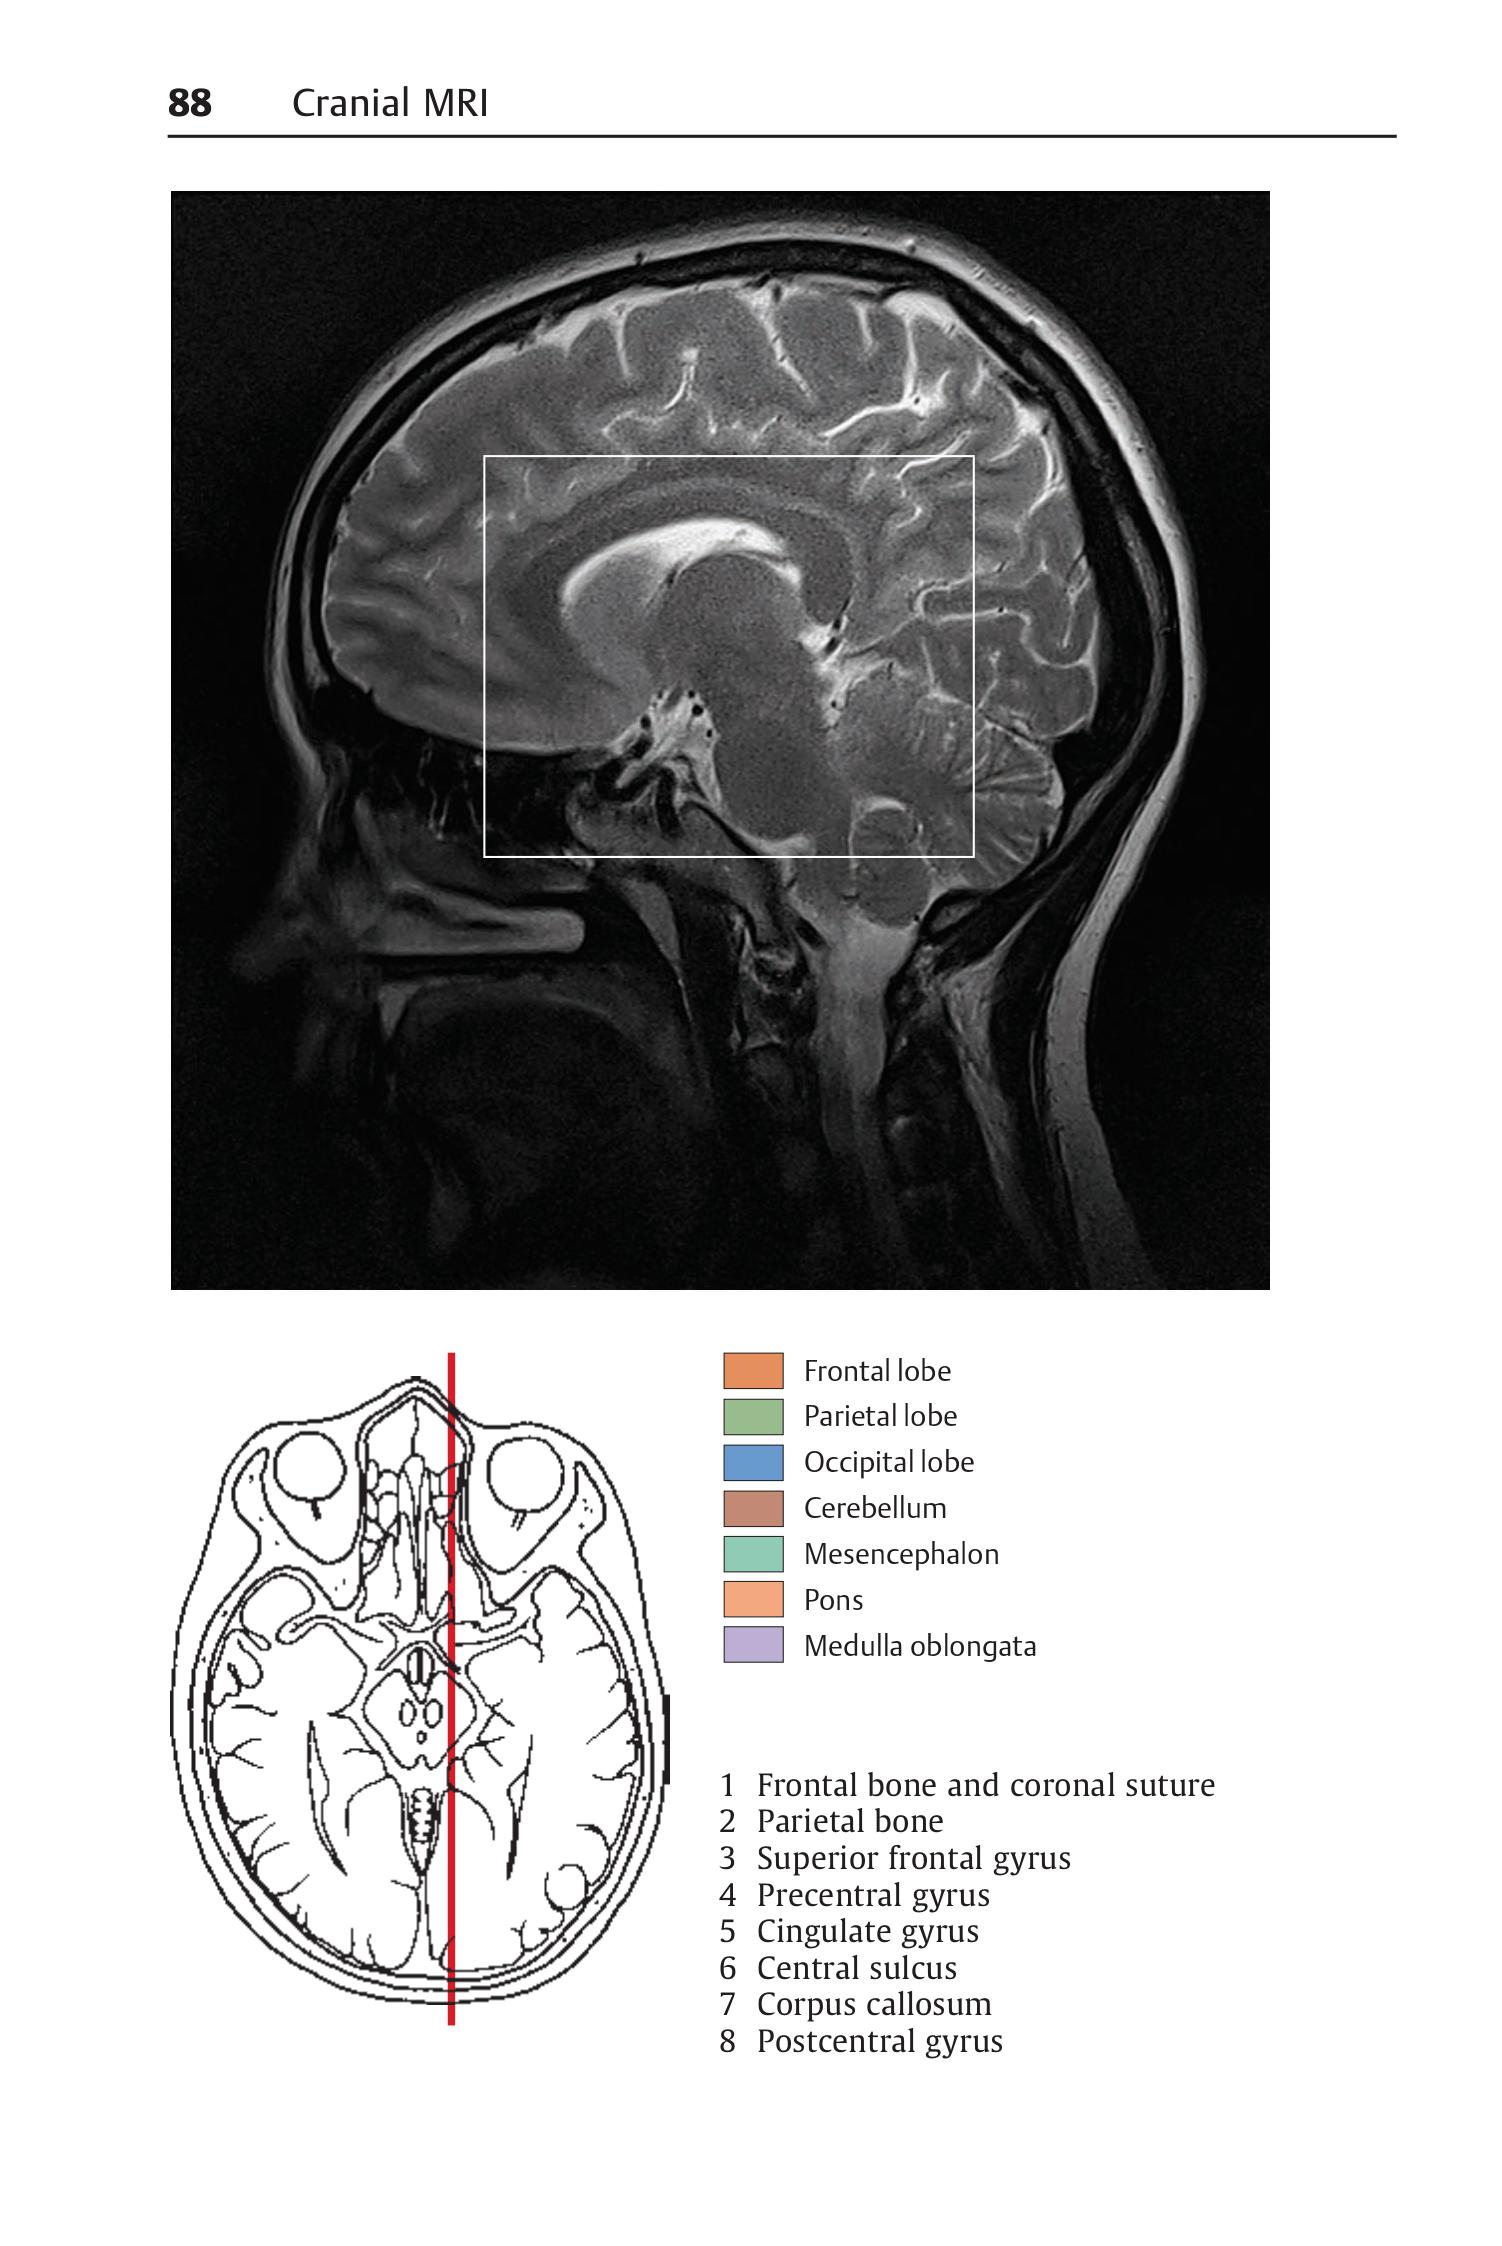 88 Cranial MRI
Frontal lobe
Parietal lobe
Occipital lobe
Cerebellum
Mesencephalon
Pons
Medulla oblongata
1 Frontal bone and coronal suture
2 Parietal bone
3 Superior frontal gyrus
4 Precentral gyrus
5 Cingulate gyrus
6 Central sulcus
7 Corpus callosum
8 Postcentral gyrus